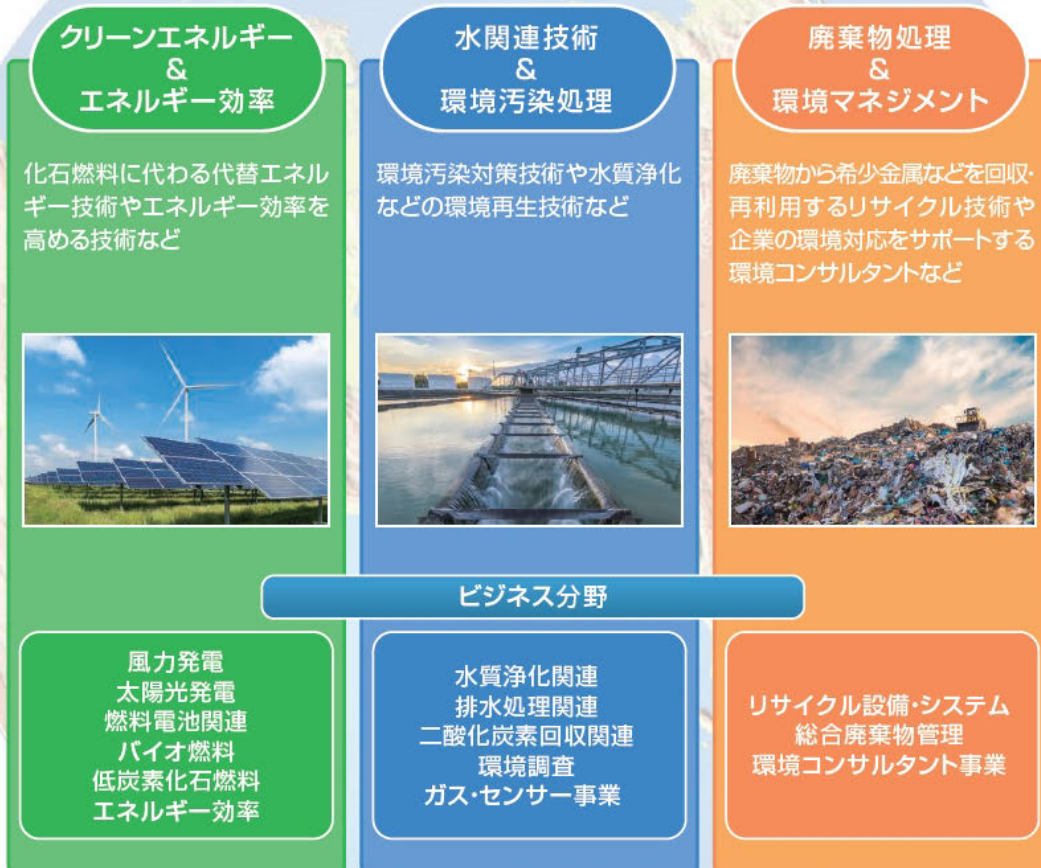 クリーンエネルギー
&
エネルギー効率
化石燃料に代わる代替エネル
ギー技術やエネルギー効率を
高める技術など
水関連技術
&
環境汚染処理
環境汚染対策技術や水質浄化
などの環境再生技術など
廃棄物処理
&
環境マネジメント
廃棄物から希少金属などを回収・
再利用するリサイクル技術や
企業の環境対応をサポートする
環境コンサルタントなど
ビジネス分野
風力発電
太陽光発電
燃料電池関連
バイオ燃料
低炭素化石燃料
エネルギー効率
水質浄化関連
排水処理関連
二酸化炭素回収関連
環境調査
ガス・センサー事業
リサイクル設備・システム
総合廃棄物管理
環境コンサルタント事業